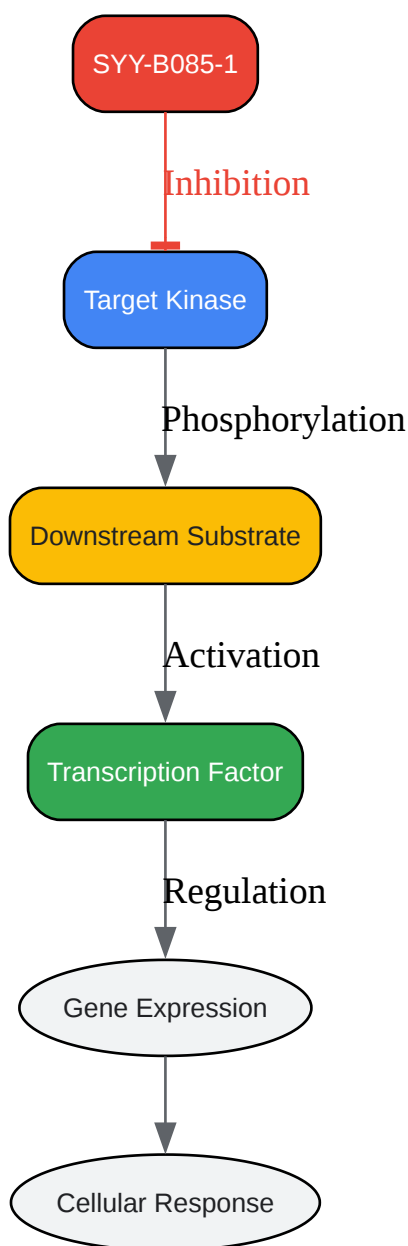 SYY-B085-1
Inhibition
Target Kinase
Phosphorylation
Downstream Substrate
Activation
Transcription Factor
Regulation
Gene Expression
Cellular Response